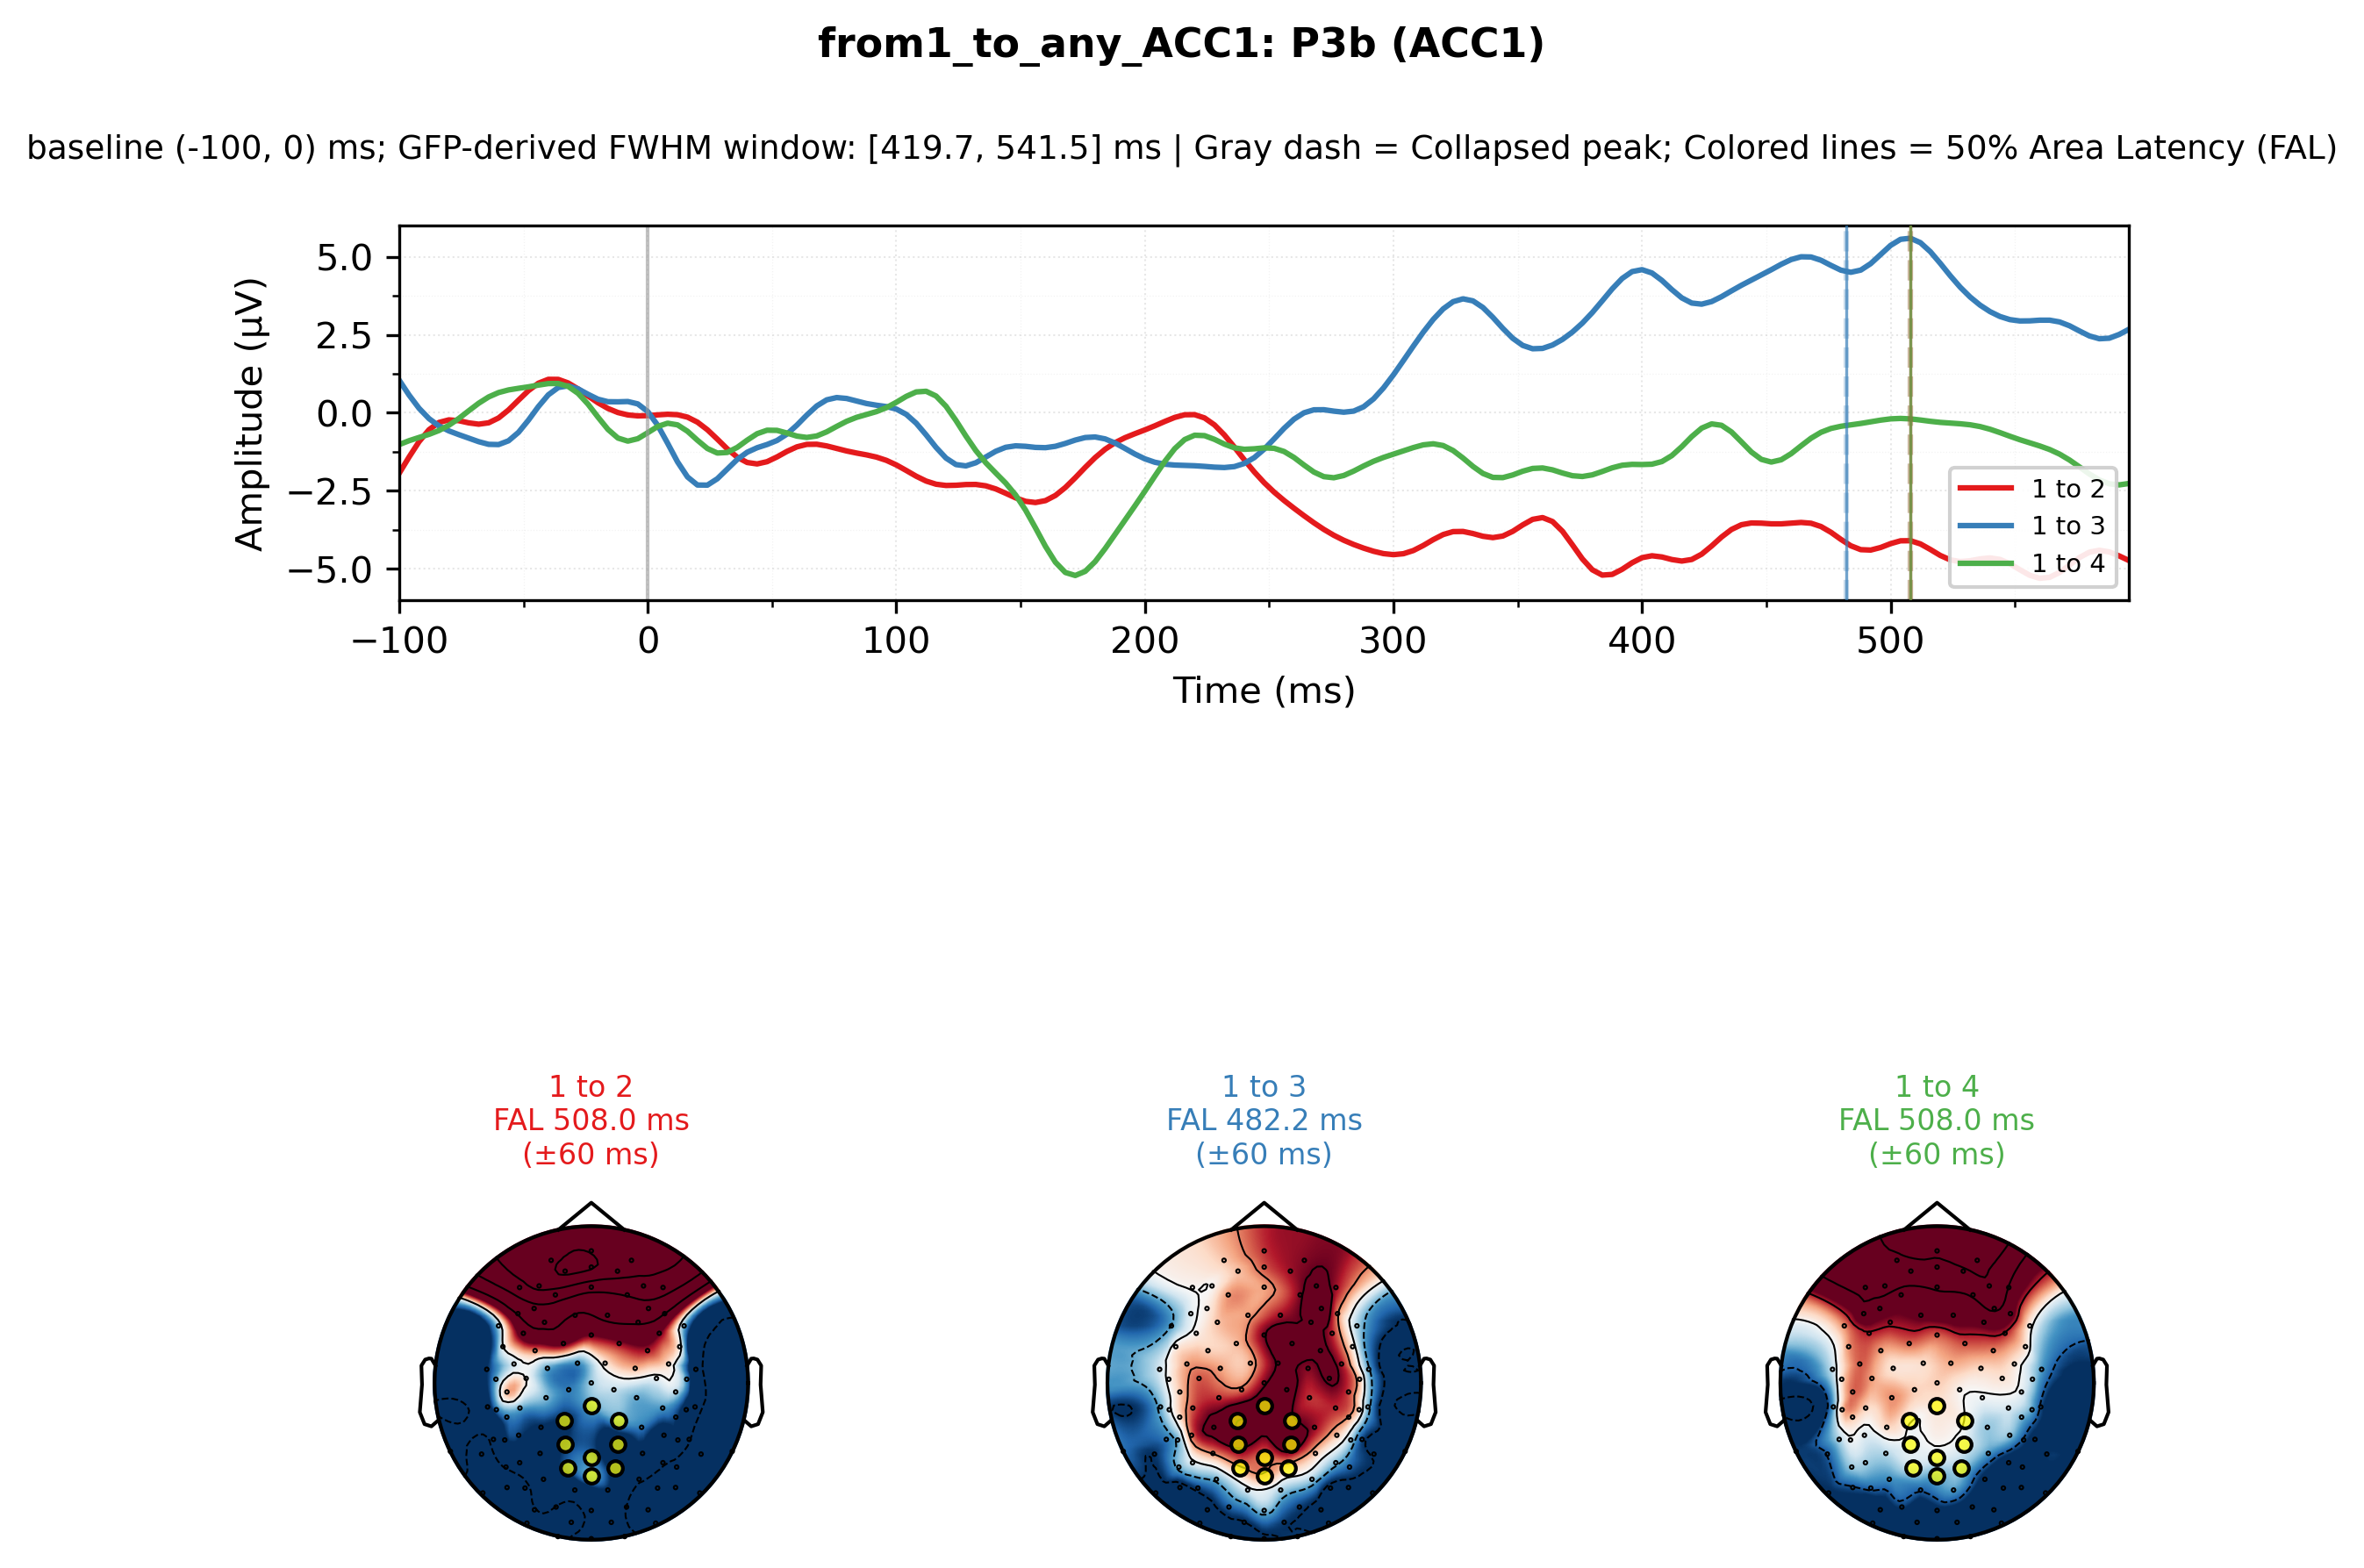 from1_to_any_ACC1: P3b (ACC1)
baseline (-100, 0) ms; GFP-derived FWHM window: [419.7, 541.5] ms | Gray dash = Collapsed peak; Colored lines = 50% Area Latency (FAL)
Amplitude (µV)
5.0
2.5
0.0
−2.5
−5.0
1 to 2
1 to 3
1 to 4
−100 0 100 200 300 400 500
Time (ms)
1 to 2
FAL 508.0 ms
(±60 ms)
1 to 3
FAL 482.2 ms
(±60 ms)
1 to 4
FAL 508.0 ms
(±60 ms)